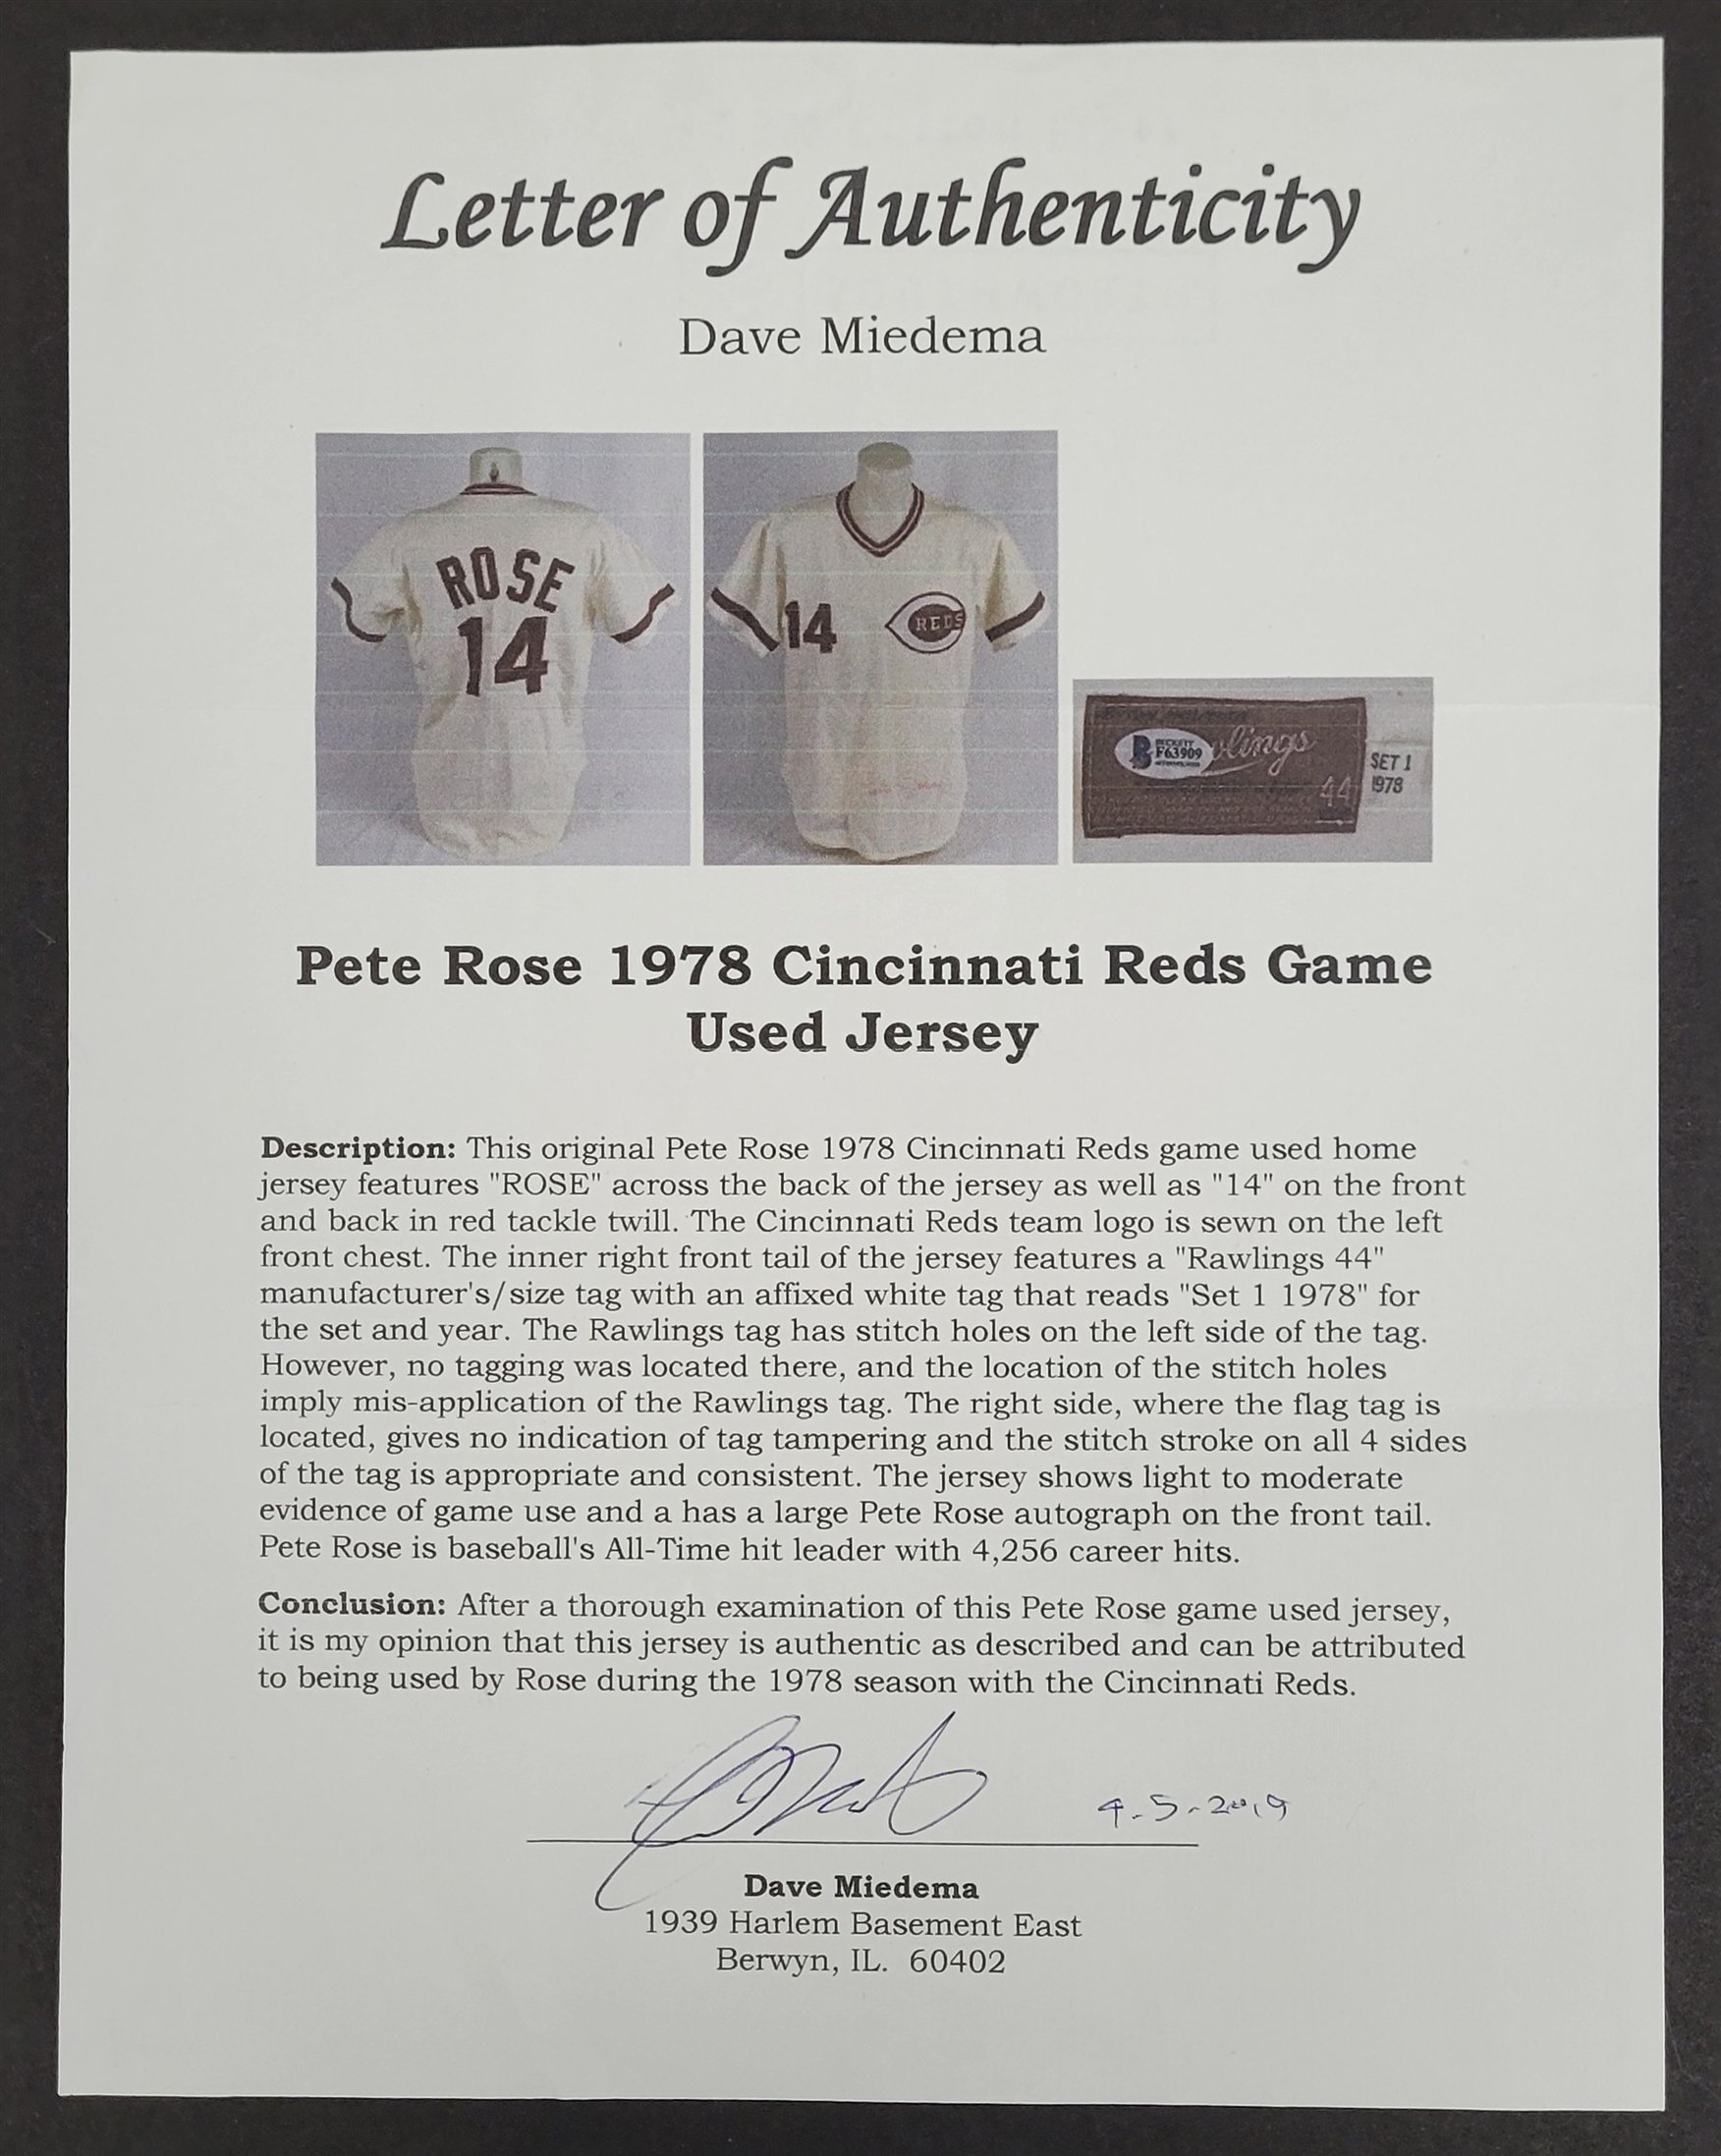 Letter of Authenticity
Dave Miedema
ROSE
14
14
REDS
BECKETT
F63909
lings
44
SET 1
1978
Pete Rose 1978 Cincinnati Reds Game
Used Jersey
Description: This original Pete Rose 1978 Cincinnati Reds game used home
jersey features "ROSE" across the back of the jersey as well as "14" on the front
and back in red tackle twill. The Cincinnati Reds team logo is sewn on the left
front chest. The inner right front tail of the jersey features a "Rawlings 44"
manufacturer's/size tag with an affixed white tag that reads "Set 1 1978" for
the set and year. The Rawlings tag has stitch holes on the left side of the tag.
However, no tagging was located there, and the location of the stitch holes
imply mis-application of the Rawlings tag. The right side, where the flag tag is
located, gives no indication of tag tampering and the stitch stroke on all 4 sides
of the tag is appropriate and consistent. The jersey shows light to moderate
evidence of game use and a has a large Pete Rose autograph on the front tail.
Pete Rose is baseball's All-Time hit leader with 4,256 career hits.
Conclusion: After a thorough examination of this Pete Rose game used jersey,
it is my opinion that this jersey is authentic as described and can be attributed
to being used by Rose during the 1978 season with the Cincinnati Reds.
4-5-2019
Dave Miedema
1939 Harlem Basement East
Berwyn, IL. 60402